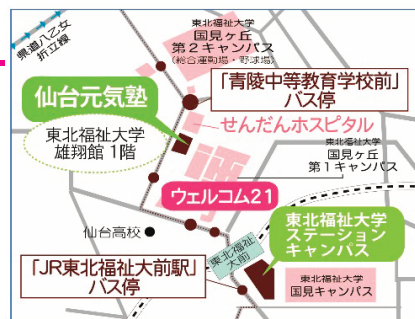 県道八乙女
折立線
東北福祉大学
国見ヶ丘
第2キャンパス
(総合運動場・野球場)
「青陵中等教育学校前」
バス停
仙台元気塾
東北福祉大学
雄翔館 1階
せんだんホスピタル
東北福祉大学
国見ヶ丘
第1キャンパス
ウェルコム21
仙台高校
東北福祉
大前
東北福祉大学
ステーション
キャンパス
「JR東北福祉大前駅」
バス停
東北福祉大学
国見キャンパス